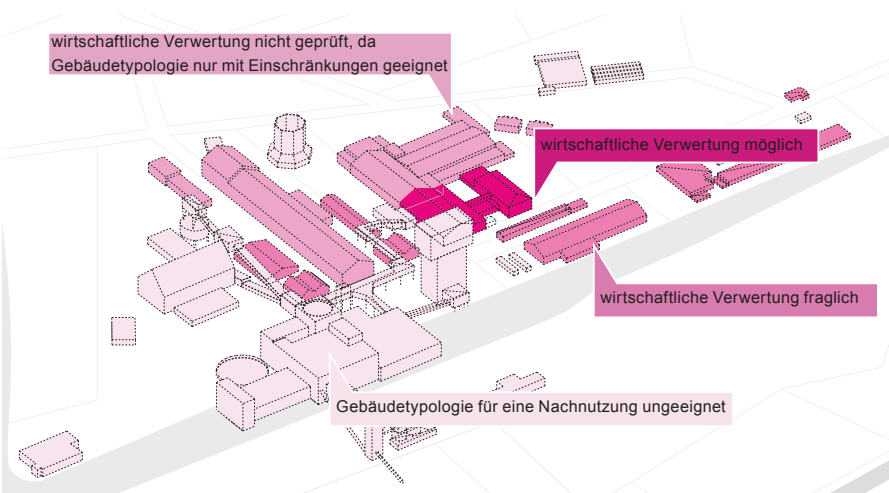 wirtschaftliche Verwertung nicht geprüft, da
Gebäudetypologie nur mit Einschränkungen geeignet
wirtschaftliche Verwertung möglich
wirtschaftliche Verwertung fraglich
Gebäudetypologie für eine Nachnutzung ungeeignet